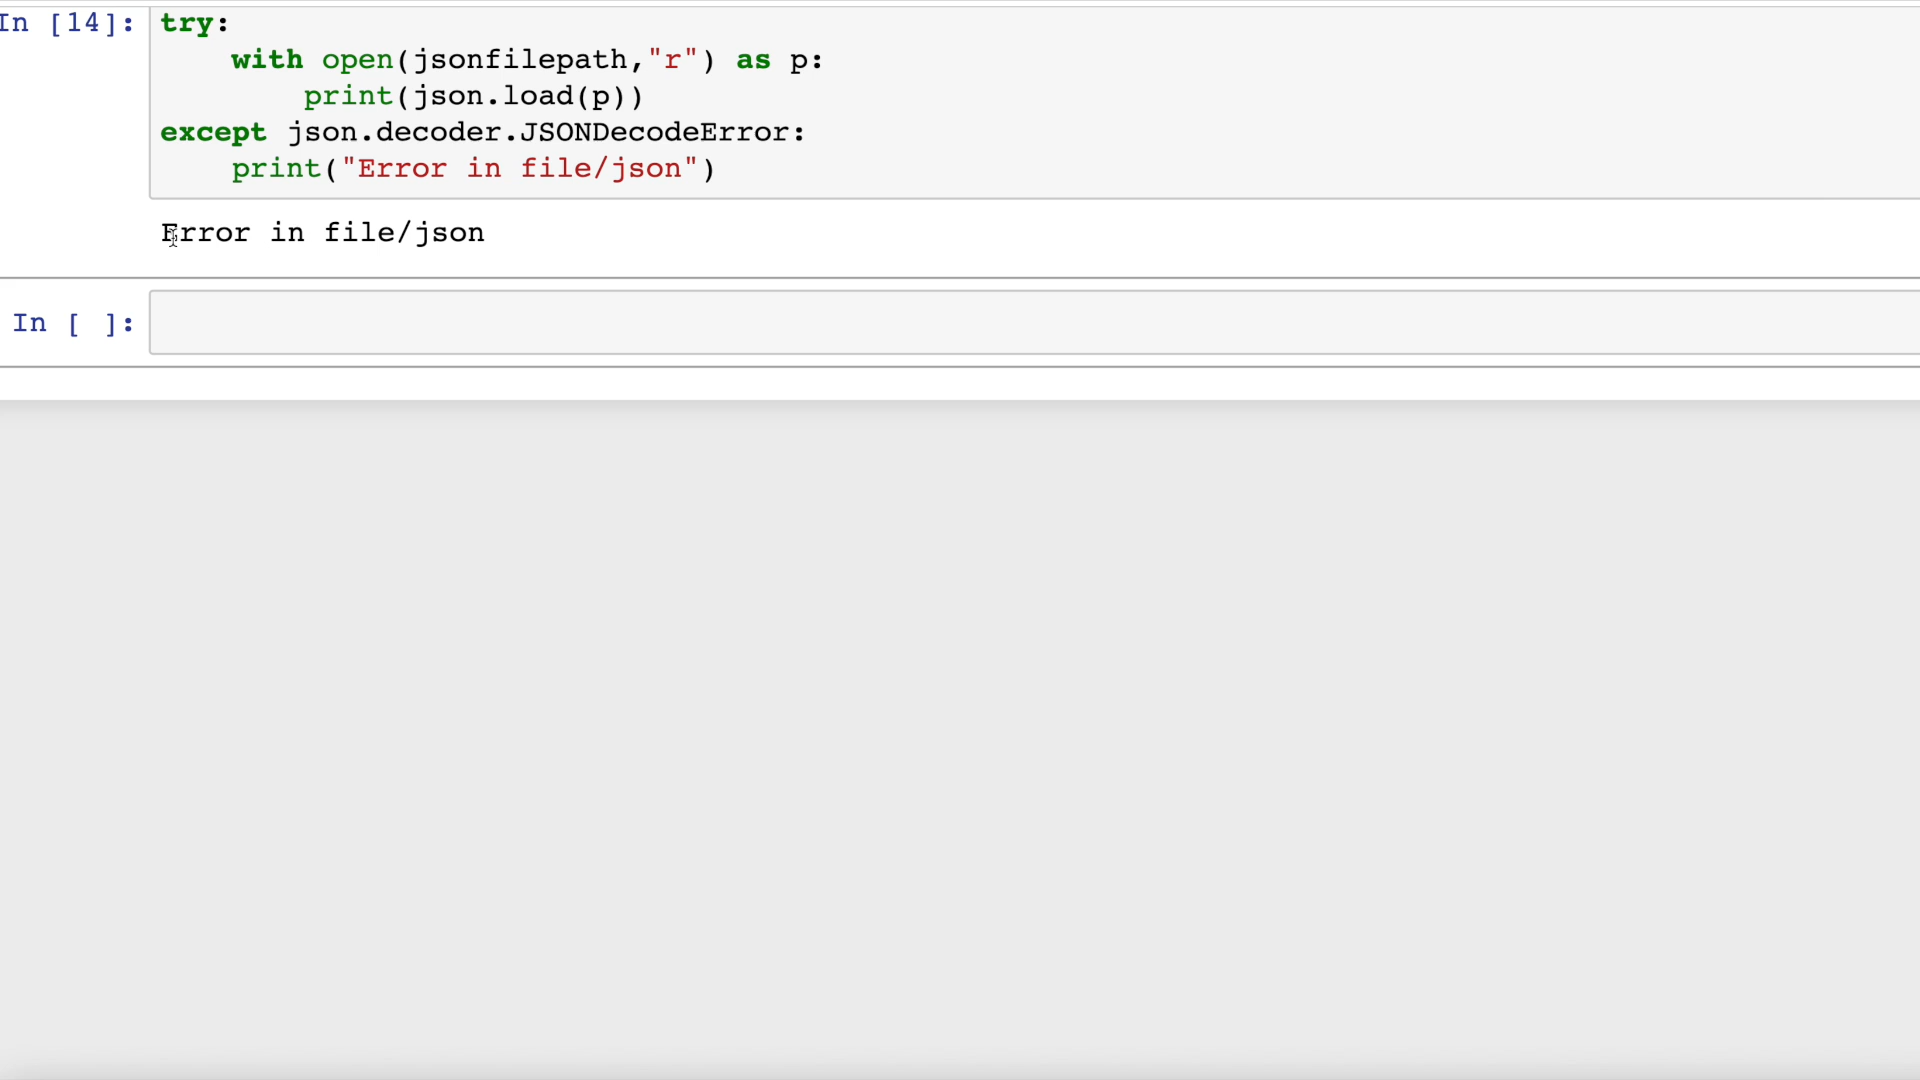 In [14]: try:
    with open(jsonfilepath,"r") as p:
        print(json.load(p))
except json.decoder.JSONDecodeError:
    print("Error in file/json")
Error in file/json
In [ ]: